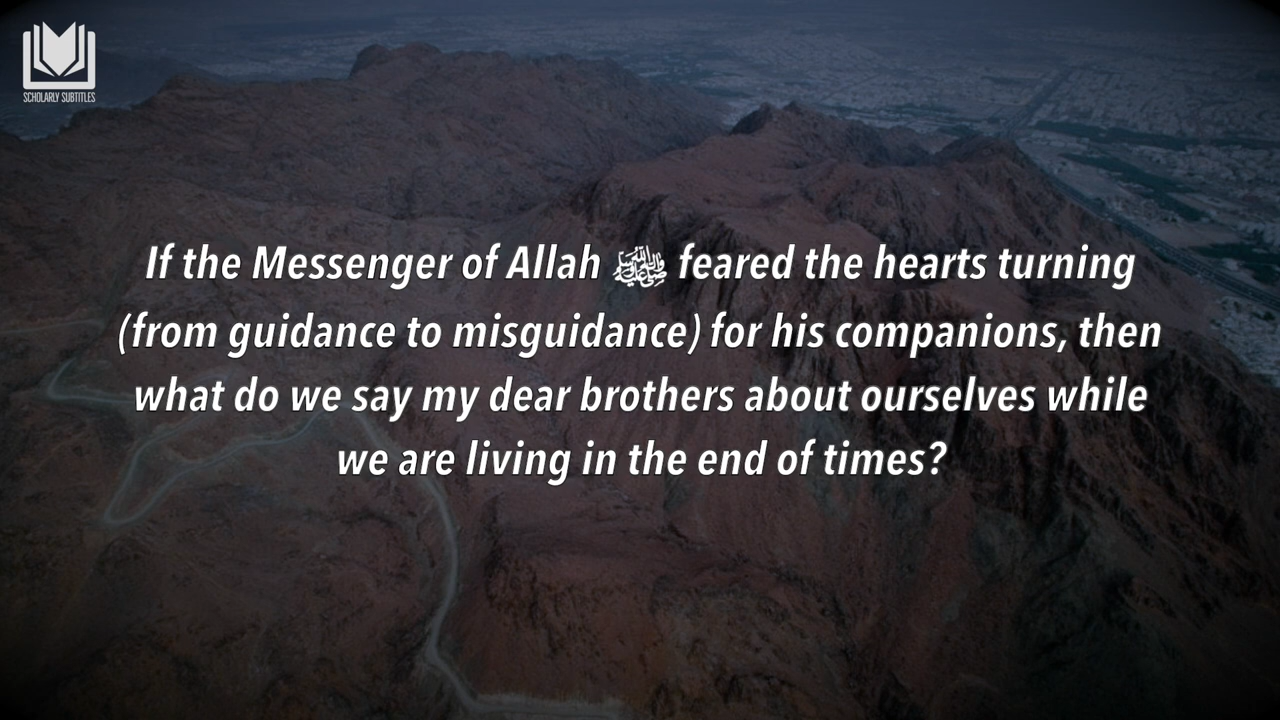 SCHOLARLY SUBTITLES
If the Messenger of Allah ﷺ feared the hearts turning
(from guidance to misguidance) for his companions, then
what do we say my dear brothers about ourselves while
we are living in the end of times?